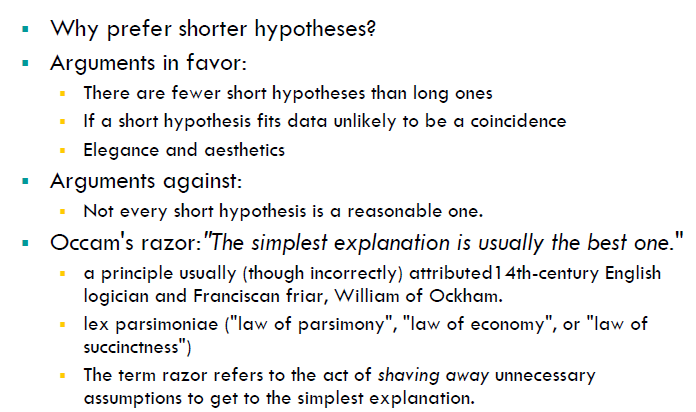 Why prefer shorter hypotheses?
Arguments in favor:
There are fewer short hypotheses than long ones
If a short hypothesis fits data unlikely to be a coincidence
Elegance and aesthetics
Arguments against:
Not every short hypothesis is a reasonable one.
Occam's razor:"The simplest explanation is usually the best one."
a principle usually (though incorrectly) attributed14th-century English
logician and Franciscan friar, William of Ockham.
lex parsimoniae ("law of parsimony", "law of economy", or "law of
succinctness")
The term razor refers to the act of shaving away unnecessary
assumptions to get to the simplest explanation.